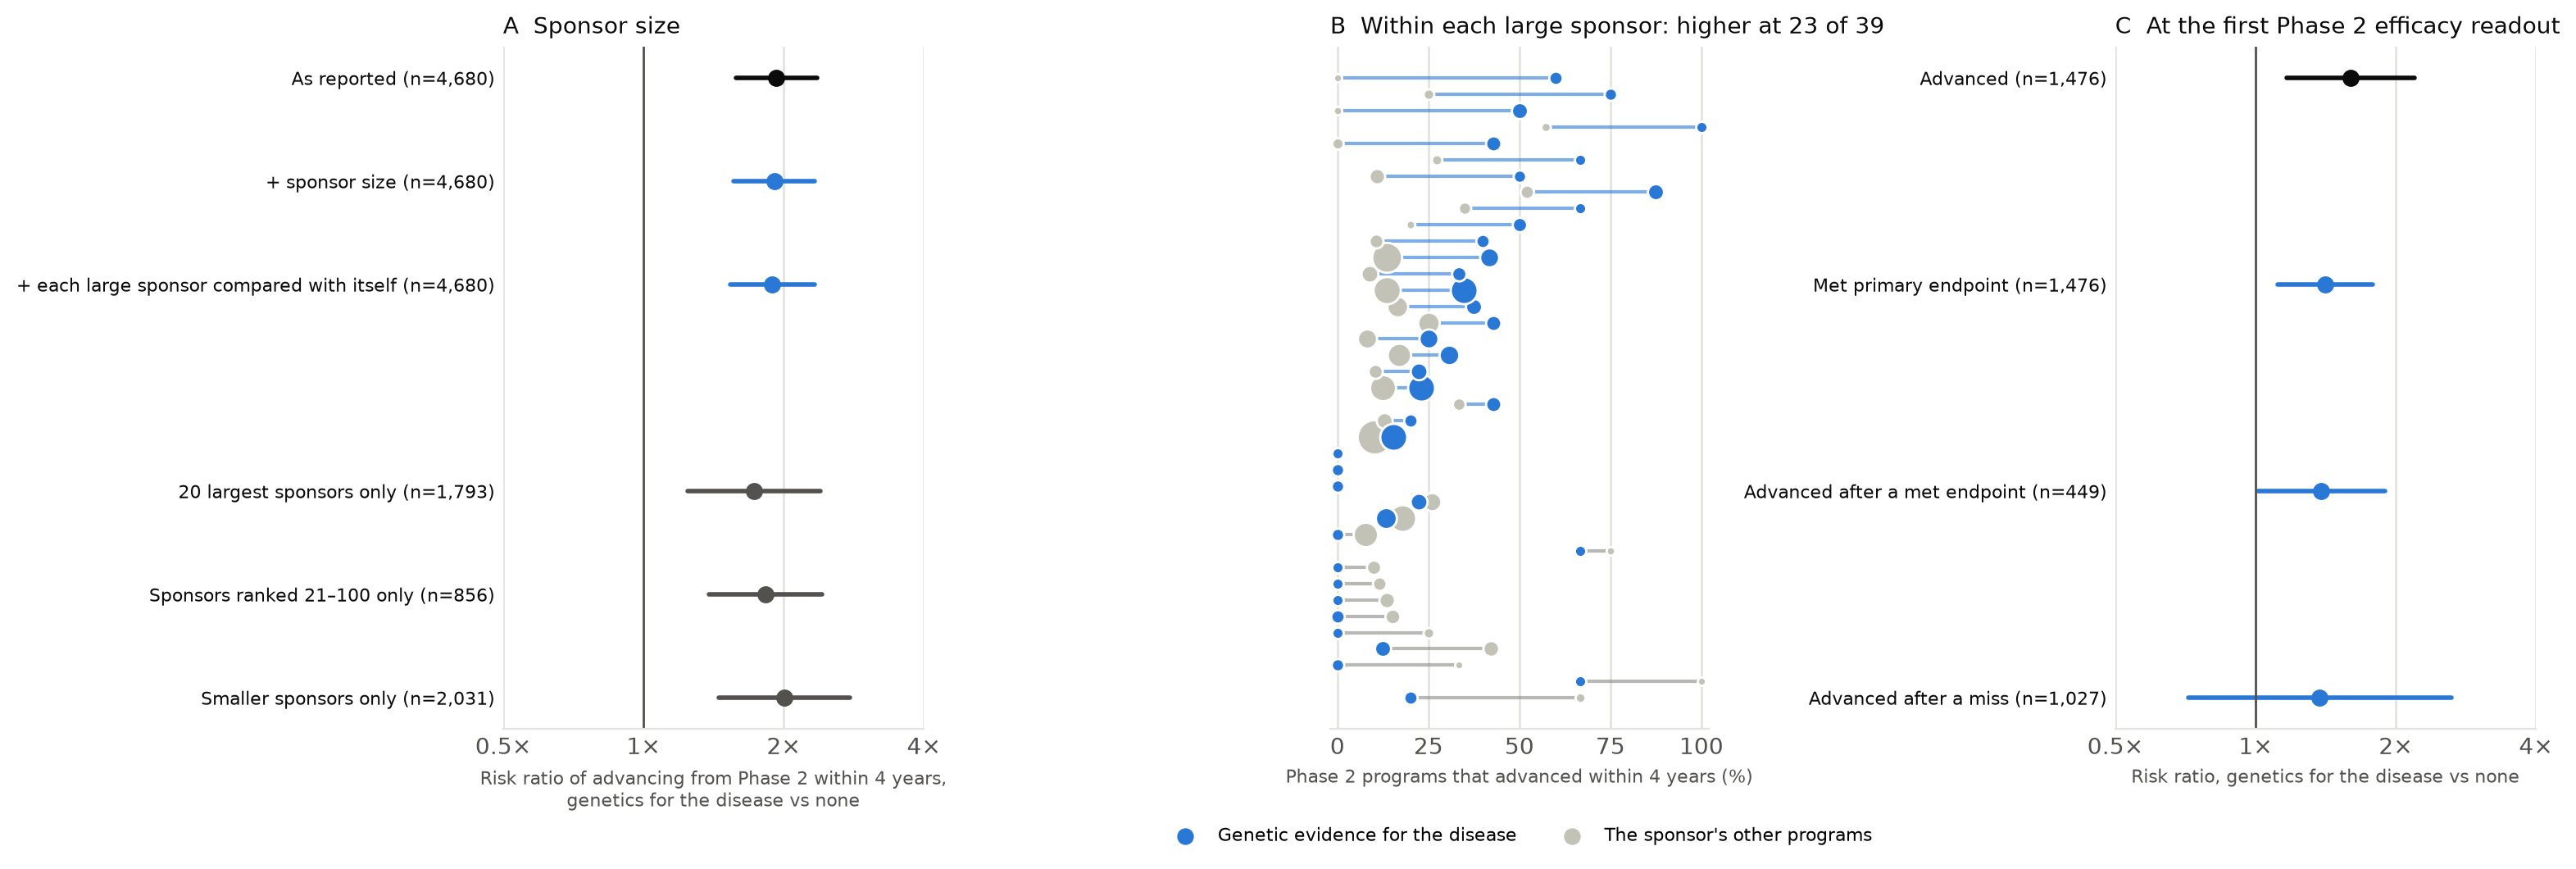 A  Sponsor size
As reported (n=4,680)
+ sponsor size (n=4,680)
+ each large sponsor compared with itself (n=4,680)
20 largest sponsors only (n=1,793)
Sponsors ranked 21–100 only (n=856)
Smaller sponsors only (n=2,031)
0.5× 1× 2× 4×
Risk ratio of advancing from Phase 2 within 4 years,
genetics for the disease vs none
B  Within each large sponsor: higher at 23 of 39
0 25 50 75 100
Phase 2 programs that advanced within 4 years (%)
C  At the first Phase 2 efficacy readout
Advanced (n=1,476)
Met primary endpoint (n=1,476)
Advanced after a met endpoint (n=449)
Advanced after a miss (n=1,027)
0.5× 1× 2× 4×
Risk ratio, genetics for the disease vs none
Genetic evidence for the disease
The sponsor's other programs